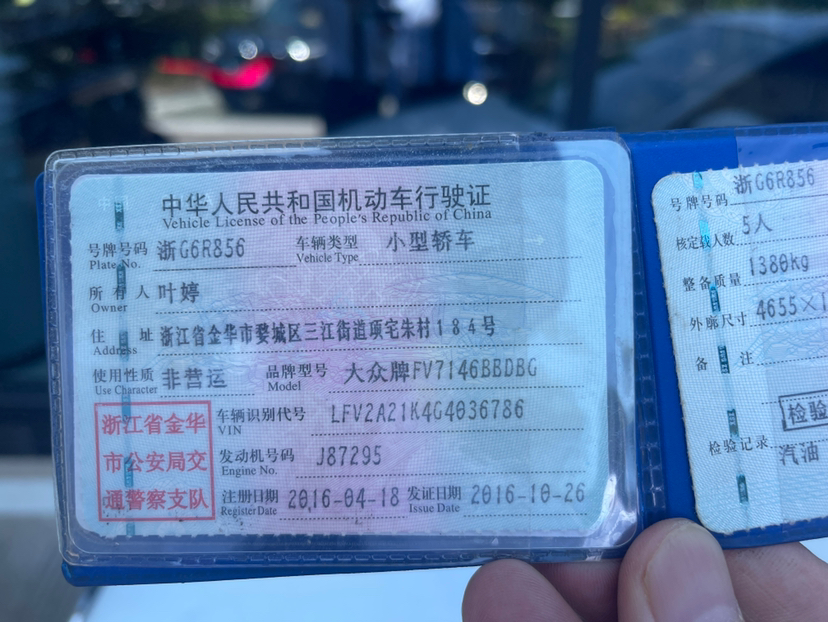 中华人民共和国机动车行驶证
Vehicle License of the People's Republic of China
号牌号码 浙G6R856 车辆类型 小型轿车
Plate No. Vehicle Type
所有人 叶婷
Owner
住址 浙江省金华市婺城区三江街道项宅朱村184号
Address
使用性质 非营运 品牌型号 大众牌FV7146BBDBG
Use Character Model
浙江省金华
市公安局交
通警察支队
车辆识别代号 LFV2A21K4G4036786
VIN
发动机号码 J87295
Engine No.
注册日期 2016-04-18 发证日期 2016-10-26
Register Date Issue Date
号牌号码 浙G6R856
核定载人数 5人
整备质量 1380kg
外廓尺寸 4655×1
备注
检验
检验记录 汽油